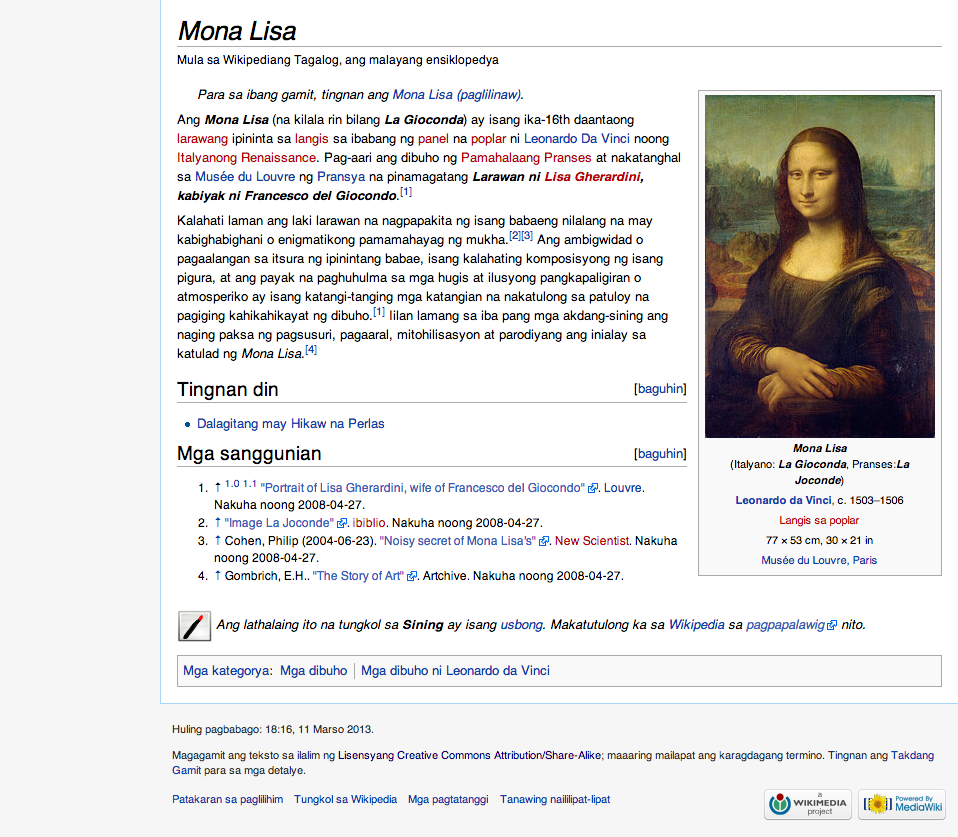 Mona Lisa
Mula sa Wikipediang Tagalog, ang malayang ensiklopedya
Para sa ibang gamit, tingnan ang Mona Lisa (paglilinaw).
Ang Mona Lisa (na kilala rin bilang La Gioconda) ay isang ika-16th daantaong
larawang ipininta sa langis sa ibabang ng panel na poplar ni Leonardo Da Vinci noong
Italyanong Renaissance. Pag-aari ang dibuho ng Pamahalaang Pranses at nakatanghal
sa Musée du Louvre ng Pransya na pinamagatang Larawan ni Lisa Gherardini,
kabiyak ni Francesco del Giocondo.[1]
Kalahati laman ang laki larawan na nagpapakita ng isang babaeng nilalang na may
kabighabighani o enigmatikong pamamahayag ng mukha.[2][3] Ang ambigwidad o
pagaalangan sa itsura ng ipinintang babae, isang kalahating komposisyong ng isang
pigura, at ang payak na paghuhulma sa mga hugis at ilusyong pangkapaligiran o
atmosperiko ay isang katangi-tanging mga katangian na nakatulong sa patuloy na
pagiging kahikahikayat ng dibuho.[1] Iilan lamang sa iba pang mga akdang-sining ang
naging paksa ng pagsusuri, pagaaral, mitohilisasyon at parodiyang ang inialay sa
katulad ng Mona Lisa.[4]
Mona Lisa
(Italyano: La Gioconda, Pranses:La
Joconde)
Leonardo da Vinci, c. 1503–1506
Langis sa poplar
77 × 53 cm, 30 × 21 in
Musée du Louvre, Paris
Tingnan din [baguhin]
• Dalagitang may Hikaw na Perlas
Mga sanggunian [baguhin]
1. ↑ 1.0 1.1 "Portrait of Lisa Gherardini, wife of Francesco del Giocondo" . Louvre.
Nakuha noong 2008-04-27.
2. ↑ "Image La Joconde" . ibiblio. Nakuha noong 2008-04-27.
3. ↑ Cohen, Philip (2004-06-23). "Noisy secret of Mona Lisa's" . New Scientist. Nakuha
noong 2008-04-27.
4. ↑ Gombrich, E.H.. "The Story of Art" . Artchive. Nakuha noong 2008-04-27.
Ang lathalaing ito na tungkol sa Sining ay isang usbong. Makatutulong ka sa Wikipedia sa pagpapalawig nito.
Mga kategorya: Mga dibuho | Mga dibuho ni Leonardo da Vinci
Huling pagbabago: 18:16, 11 Marso 2013.
Magagamit ang teksto sa ilalim ng Lisensyang Creative Commons Attribution/Share-Alike; maaaring mailapat ang karagdagang termino. Tingnan ang Takdang
Gamit para sa mga detalye.
Patakaran sa paglilihim Tungkol sa Wikipedia Mga pagtatanggi Tanawing naililipat-lipat
a
WIKIMEDIA
project
Powered By
MediaWiki